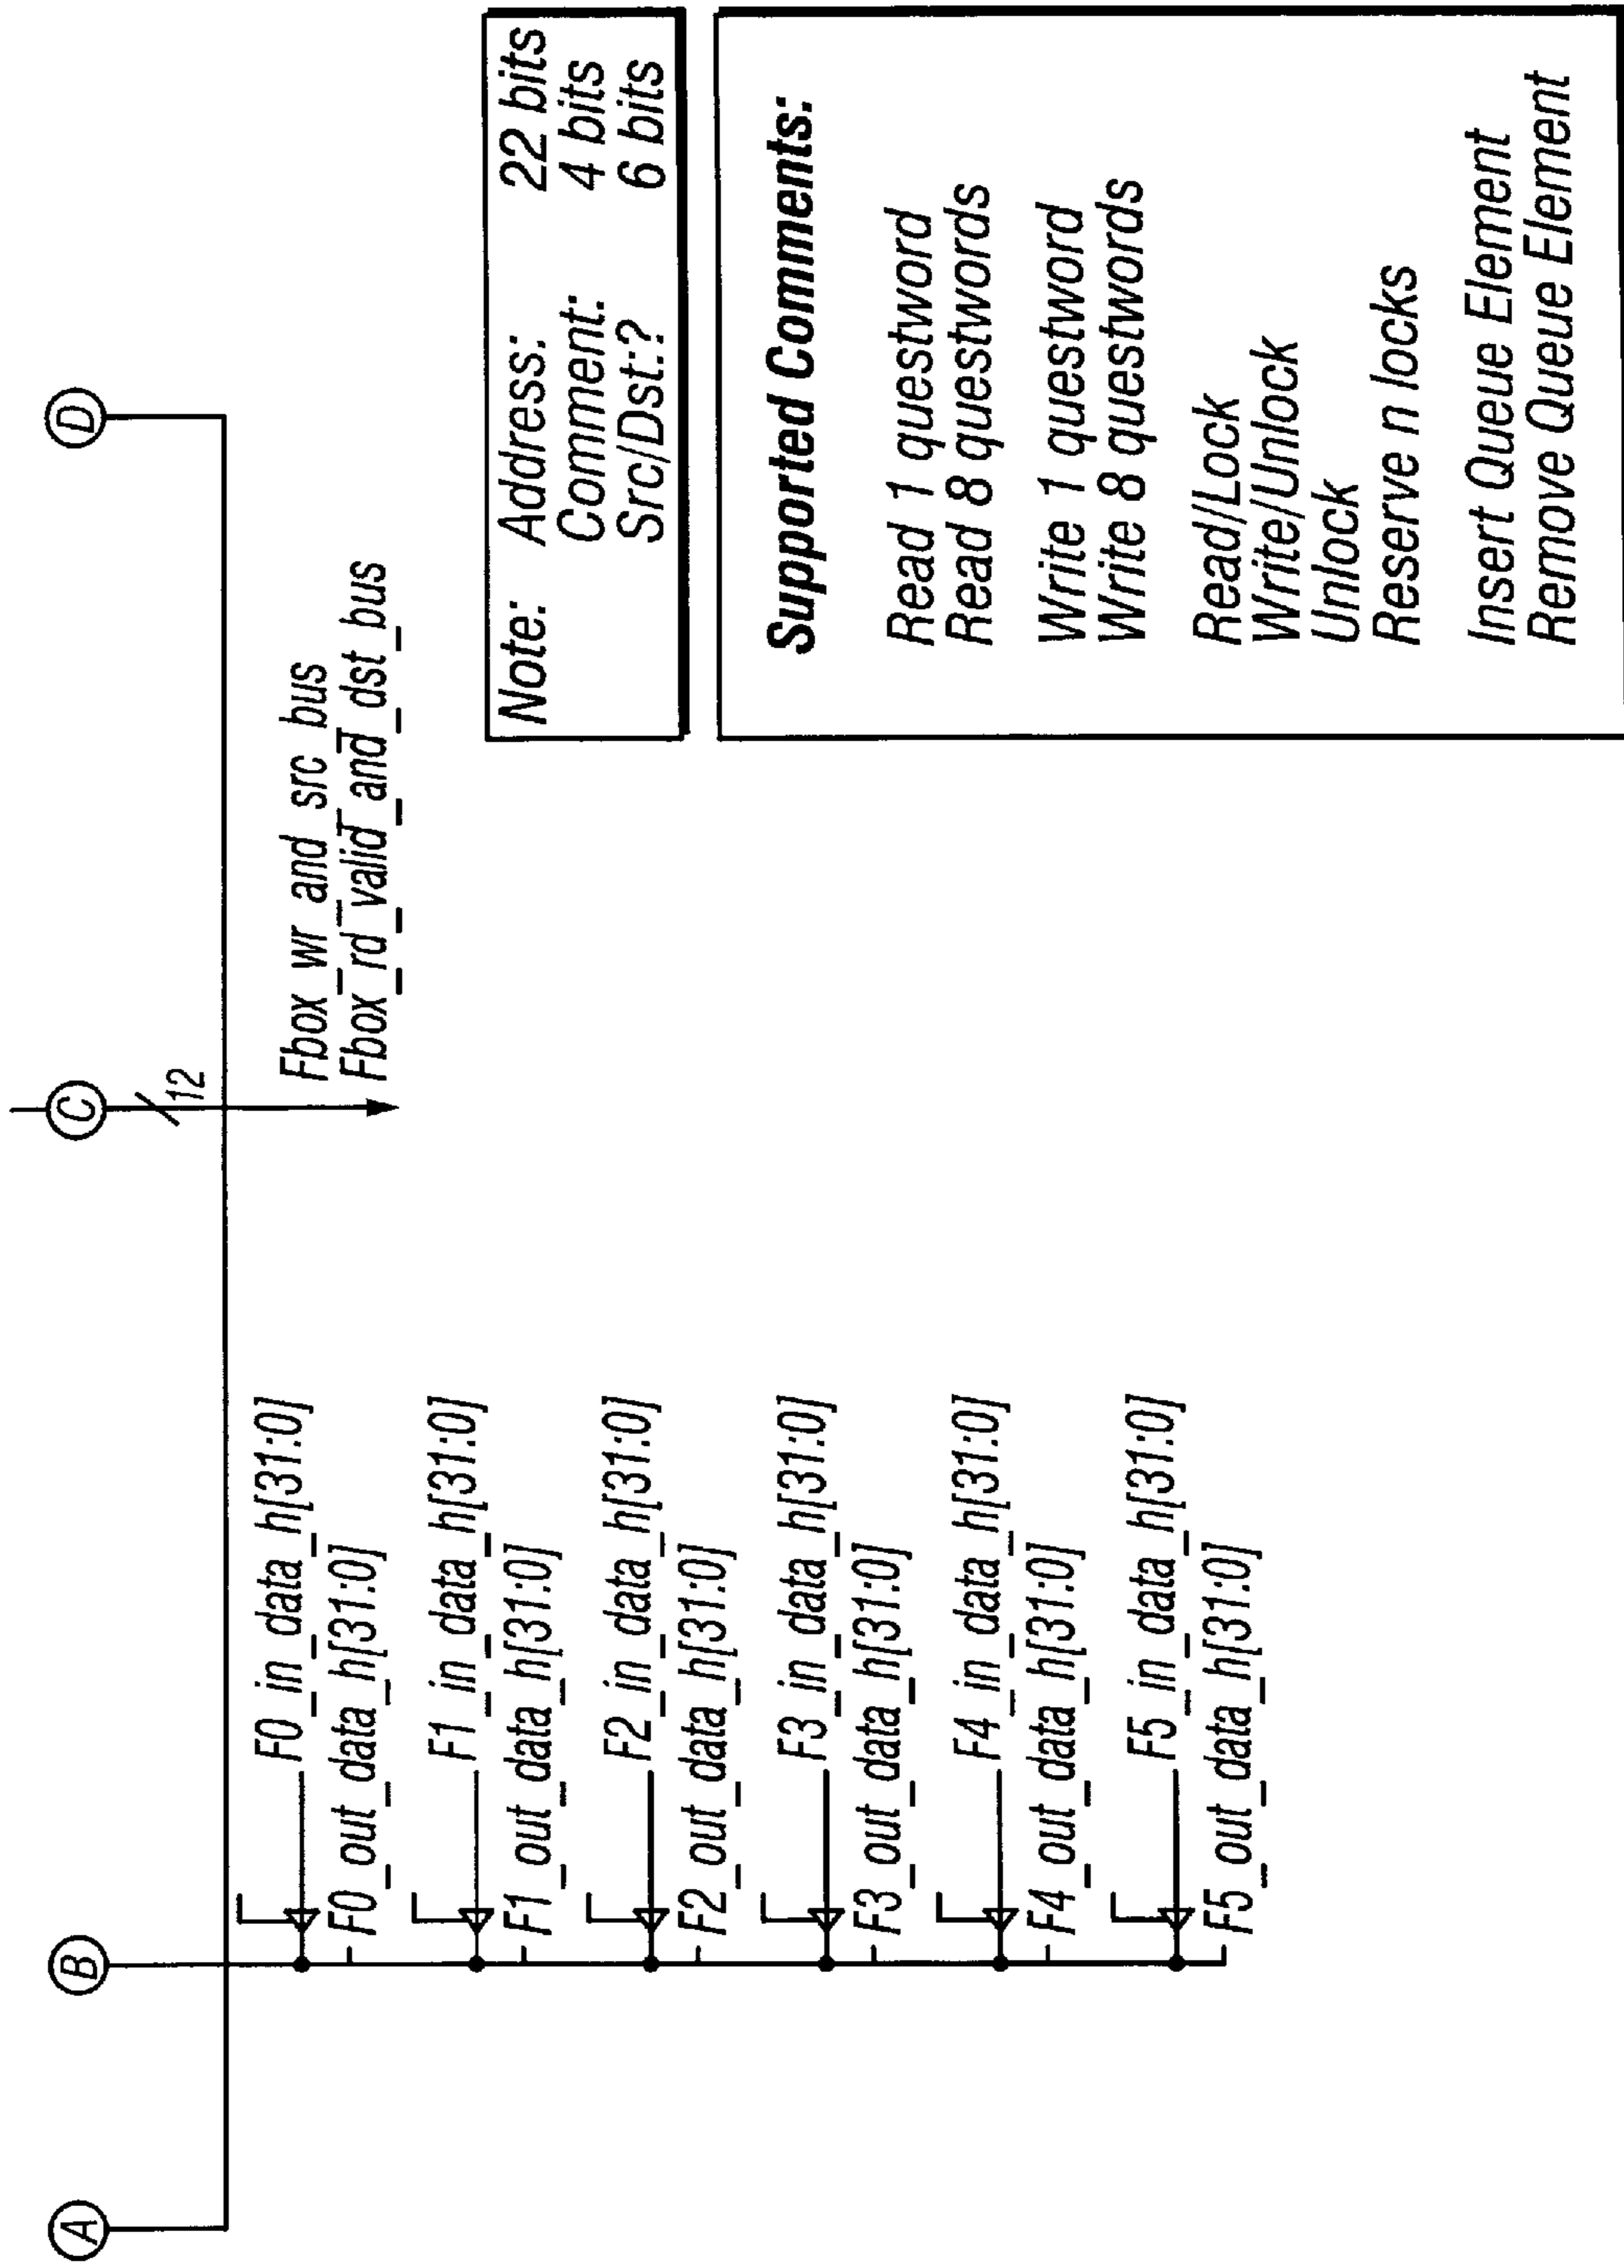 A
B
C
D
12
Fbox_wr_and_src_bus
Fbox_rd_valid_and_dst_bus
F0_in_data_h[31:0]
F0_out_data_h[31:0]
F1_in_data_h[31:0]
F1_out_data_h[31:0]
F2_in_data_h[31:0]
F2_out_data_h[31:0]
F3_in_data_h[31:0]
F3_out_data_h[31:0]
F4_in_data_h[31:0]
F4_out_data_h[31:0]
F5_in_data_h[31:0]
F5_out_data_h[31:0]
Note: Address: 22 bits
Comment: 4 bits
Src/Dst:? 6 bits
Supported Comments:
Read 1 questword
Read 8 questwords
Write 1 questword
Write 8 questwords
Read/Lock
Write/Unlock
Unlock
Reserve n locks
Insert Queue Element
Remove Queue Element